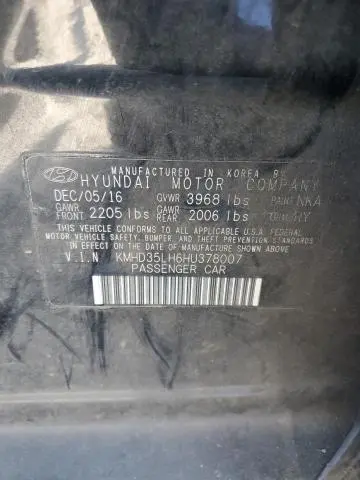 MANUFACTURED IN KOREA BY
HYUNDAI MOTOR COMPANY
DEC/05/16 GVWR 3968 lbs PAINT NKA
GAWR FRONT 2205 lbs GAWR REAR 2006 lbs TRIM HY
THIS VEHICLE CONFORMS TO ALL APPLICABLE U.S.A FEDERAL
MOTOR VEHICLE SAFETY, BUMPER, AND THEFT PREVENTION STANDARDS
IN EFFECT ON THE DATE OF MANUFACTURE SHOWN ABOVE
V.I.N KMHD35LH6HU378007
PASSENGER CAR